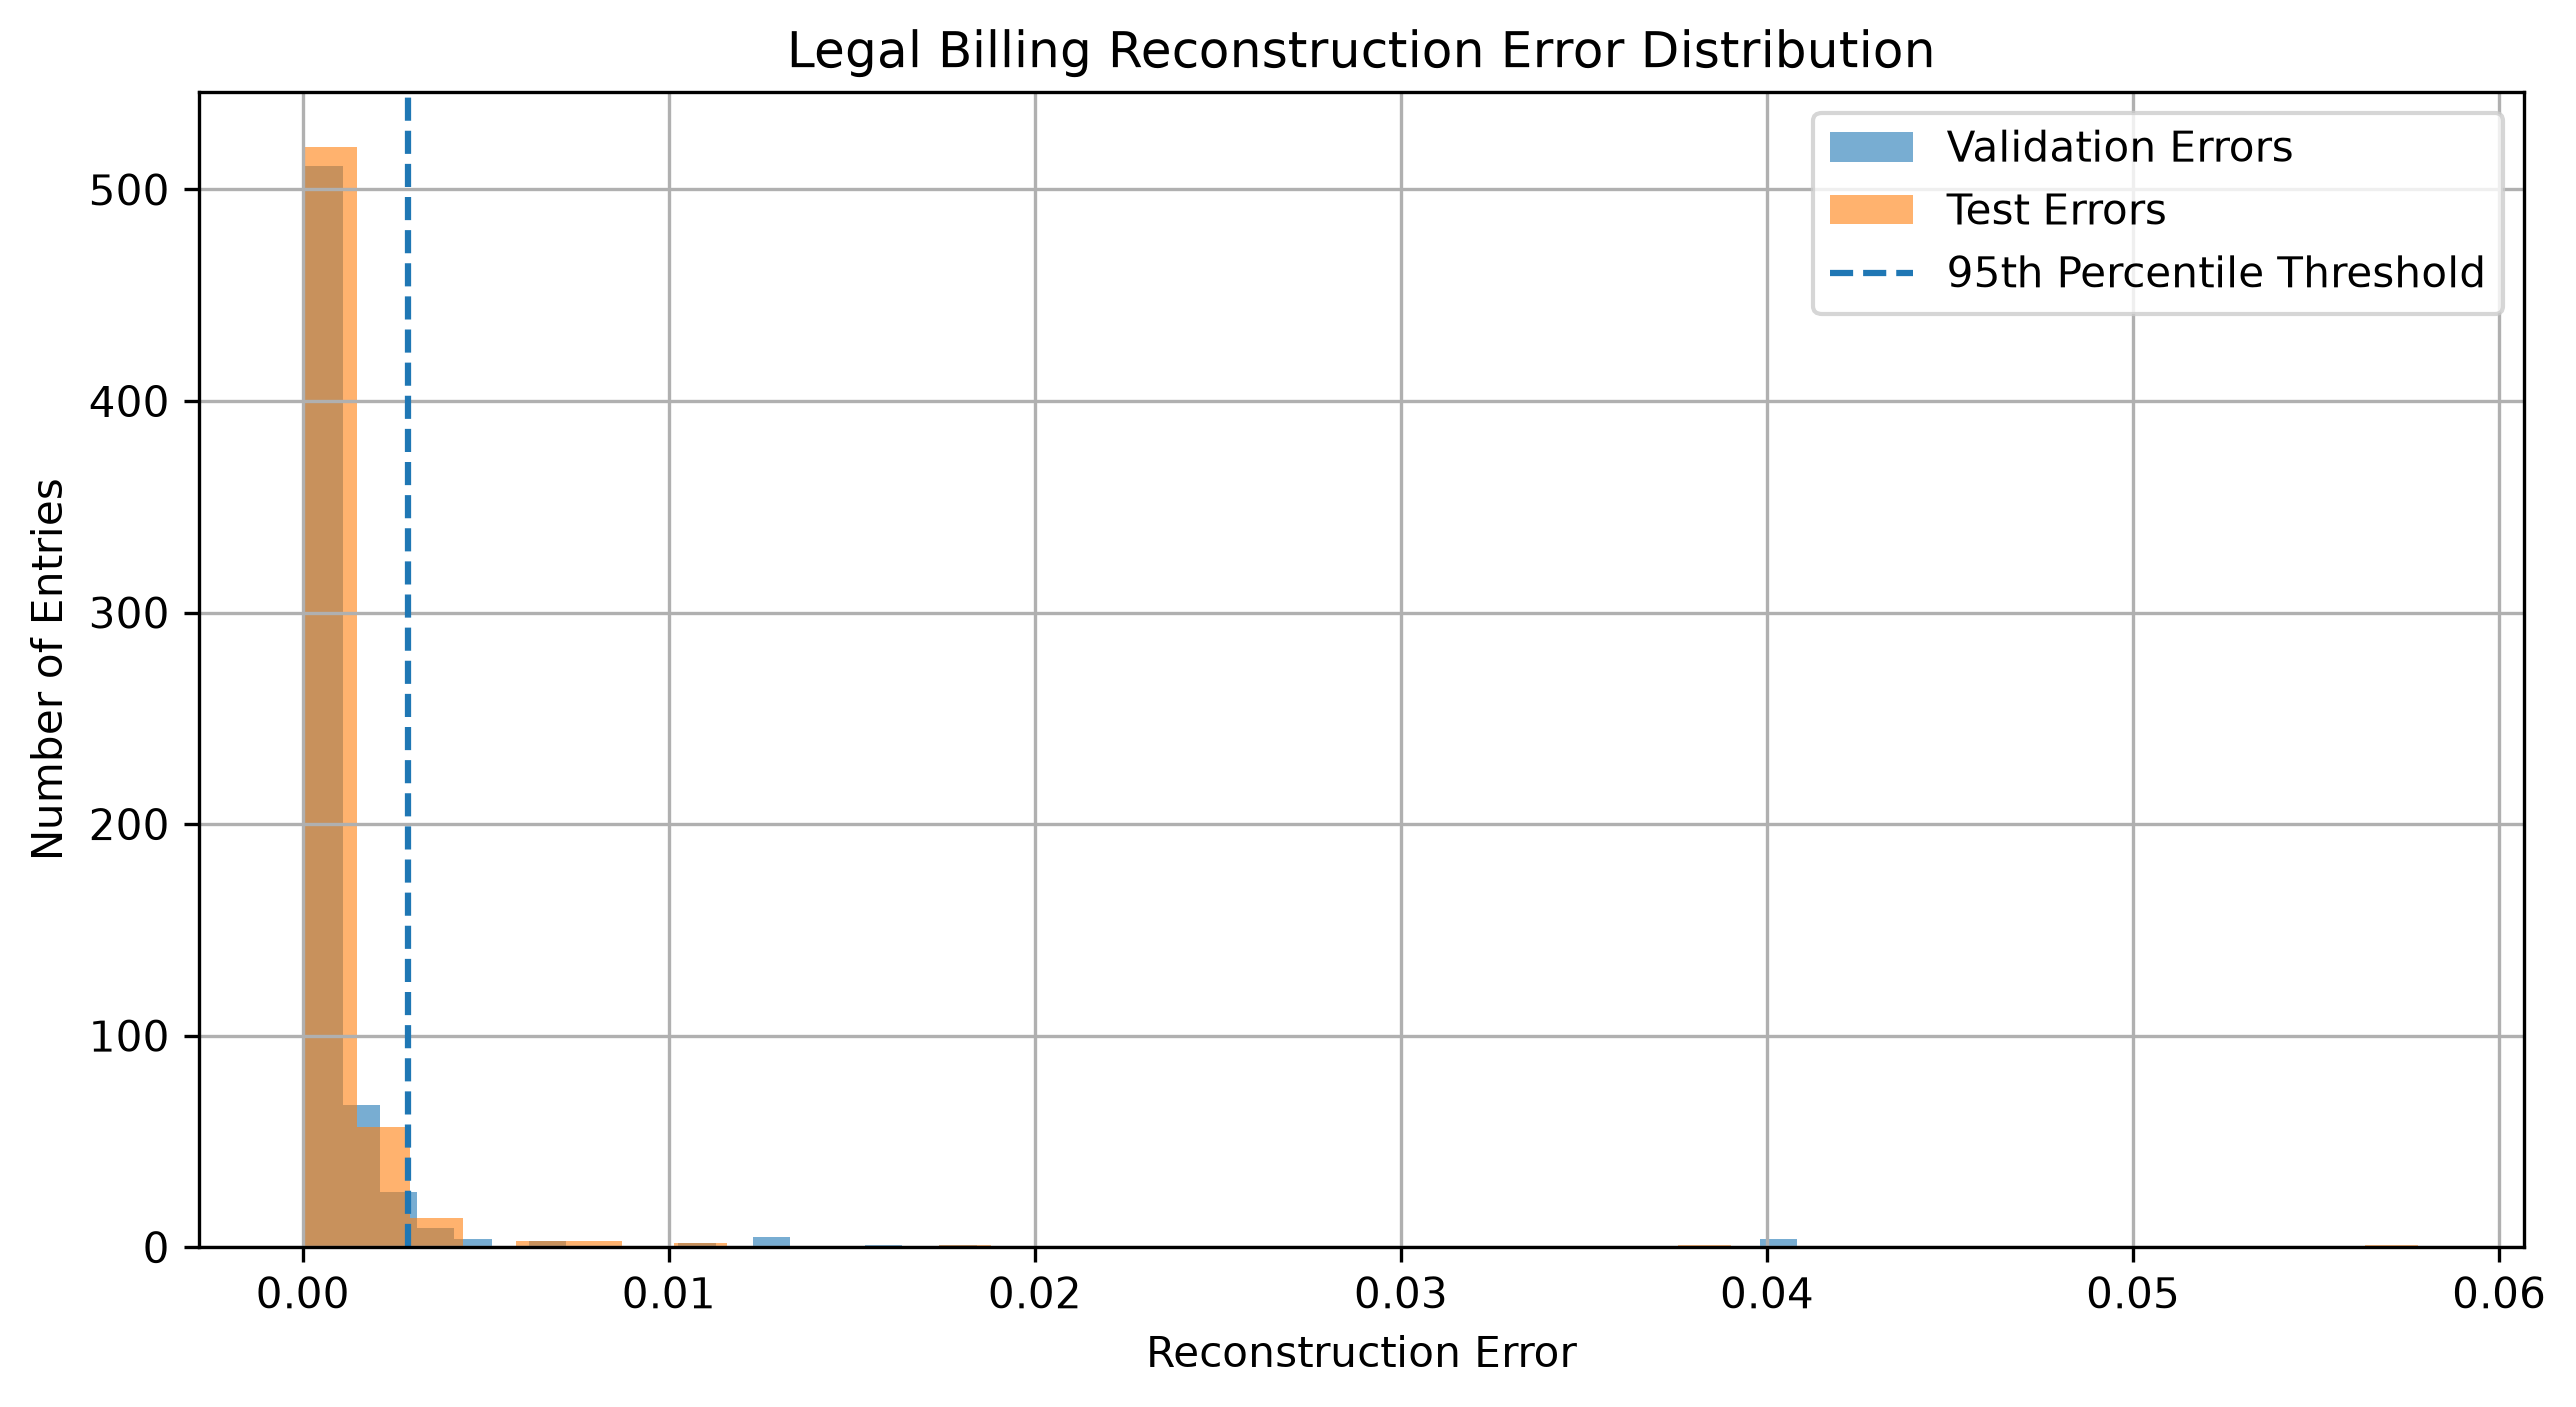 Legal Billing Reconstruction Error Distribution
Validation Errors
Test Errors
95th Percentile Threshold
Number of Entries
500
400
300
200
100
0
0.00 0.01 0.02 0.03 0.04 0.05 0.06
Reconstruction Error